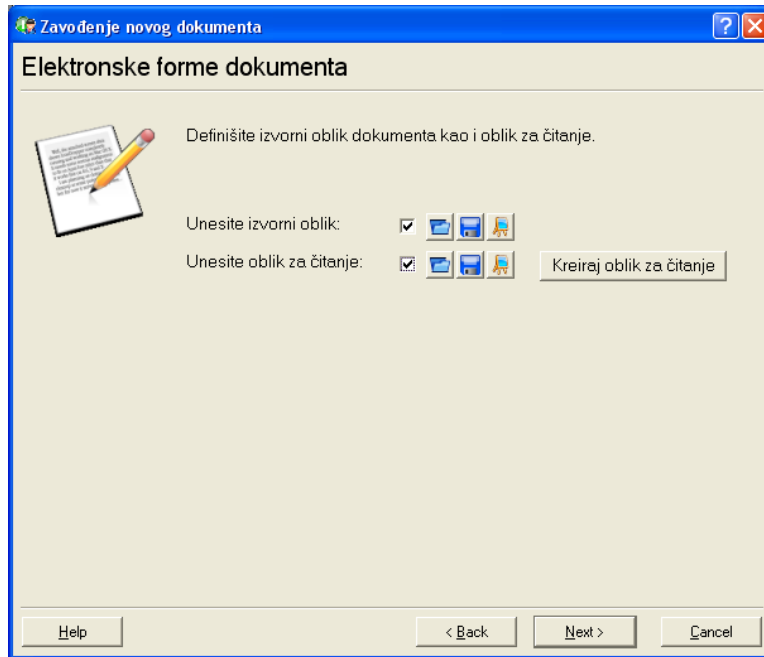 Zavođenje novog dokumenta
Elektronske forme dokumenta
Definišite izvorni oblik dokumenta kao i oblik za čitanje.
Unesite izvorni oblik:
Unesite oblik za čitanje:
Kreiraj oblik za čitanje
Help
< Back
Next >
Cancel